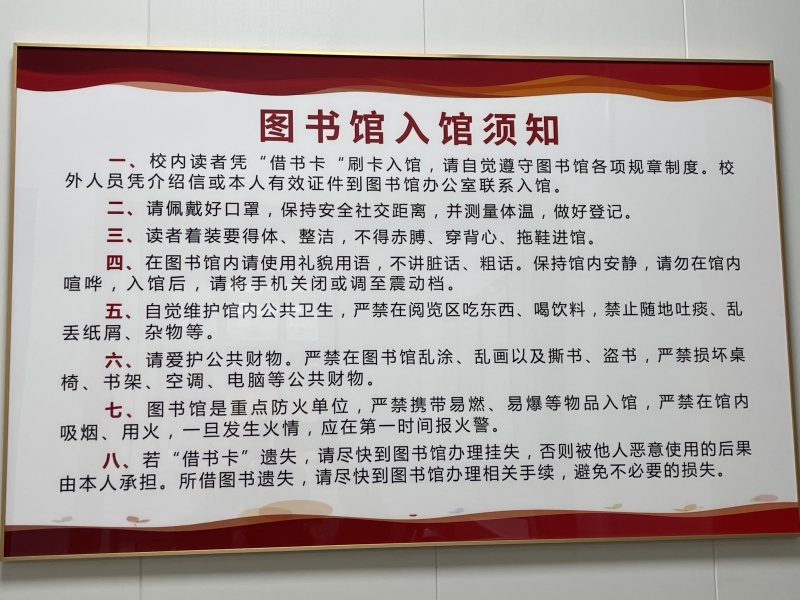 图书馆入馆须知
一、校内读者凭“借书卡“刷卡入馆，请自觉遵守图书馆各项规章制度。校
外人员凭介绍信或本人有效证件到图书馆办公室联系入馆。
二、请佩戴好口罩，保持安全社交距离，并测量体温，做好登记。
三、读者着装要得体、整洁，不得赤膊、穿背心、拖鞋进馆。
四、在图书馆内请使用礼貌用语，不讲脏话、粗话。保持馆内安静，请勿在馆内
喧哗，入馆后，请将手机关闭或调至震动档。
五、自觉维护馆内公共卫生，严禁在阅览区吃东西、喝饮料，禁止随地吐痰、乱
丢纸屑、杂物等。
六、请爱护公共财物。严禁在图书馆乱涂、乱画以及撕书、盗书，严禁损坏桌
椅、书架、空调、电脑等公共财物。
七、图书馆是重点防火单位，严禁携带易燃、易爆等物品入馆，严禁在馆内
吸烟、用火，一旦发生火情，应在第一时间报火警。
八、若“借书卡”遗失，请尽快到图书馆办理挂失，否则被他人恶意使用的后果
由本人承担。所借图书遗失，请尽快到图书馆办理相关手续，避免不必要的损失。